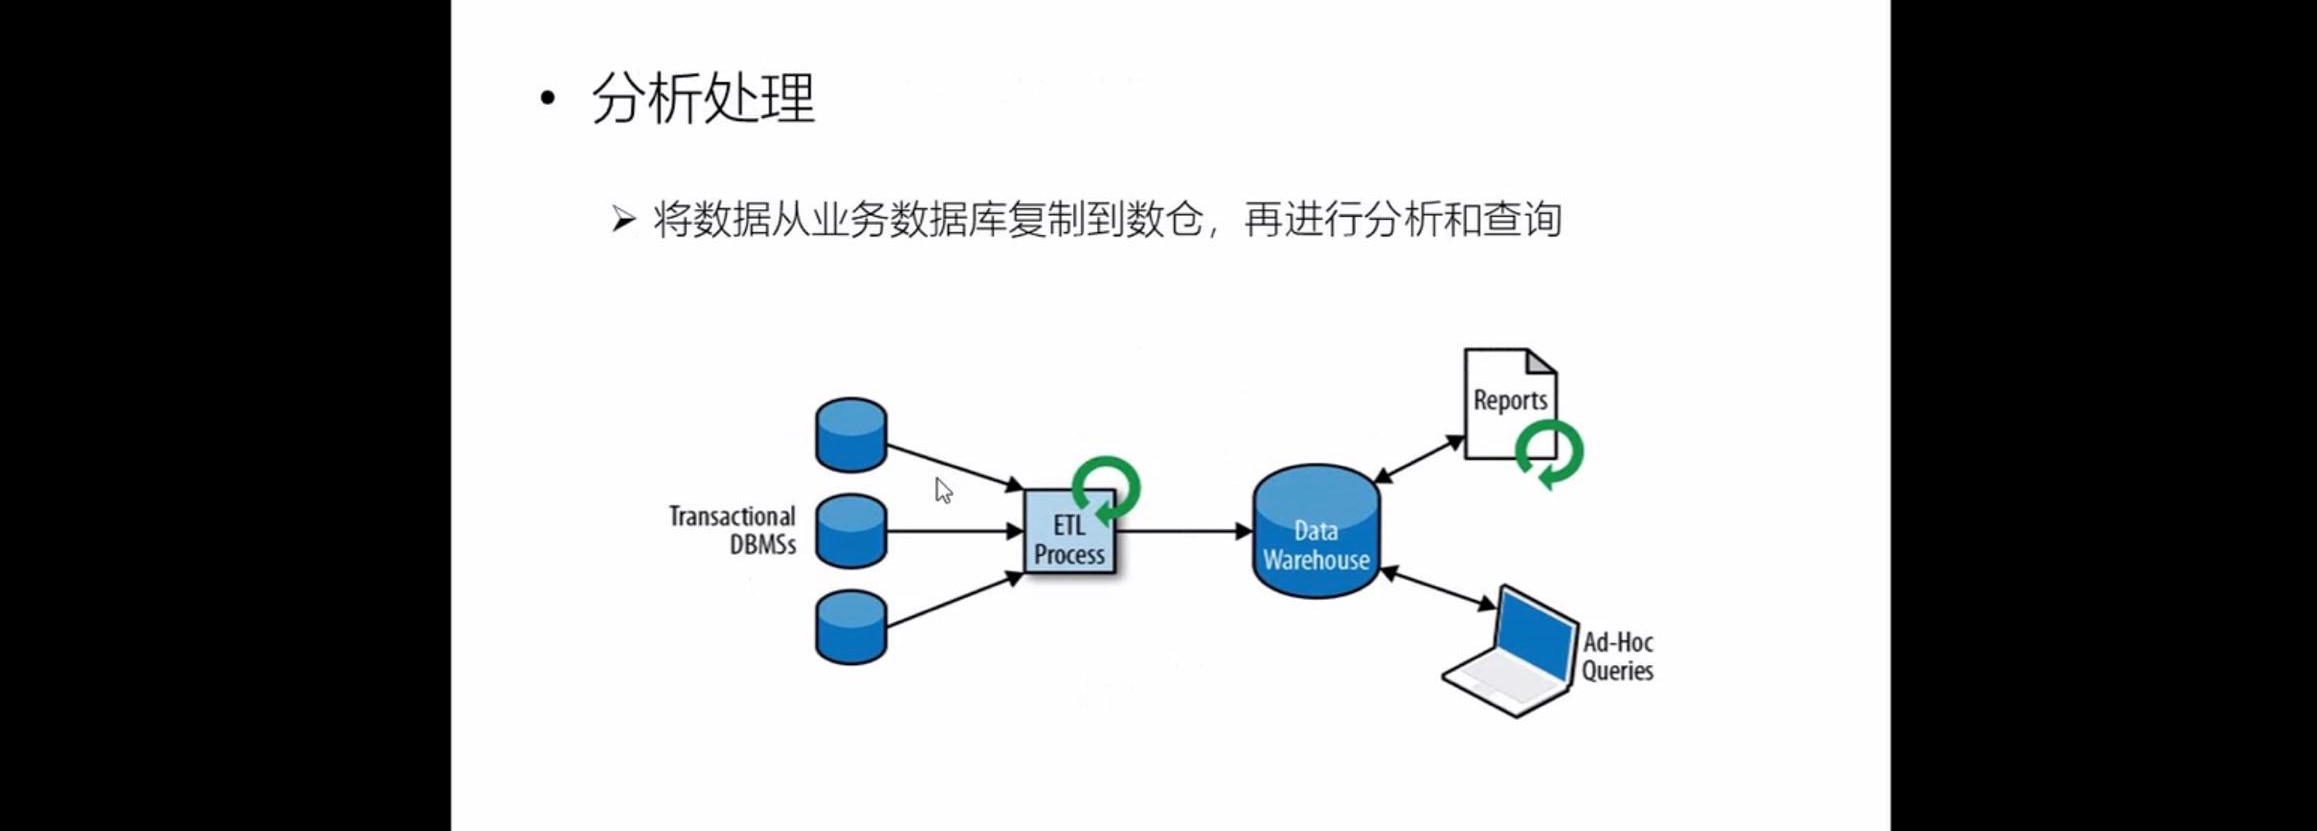 • 分析处理
➢ 将数据从业务数据库复制到数仓，再进行分析和查询
Reports
Transactional
DBMSs
ETL
Process
Data
Warehouse
Ad-Hoc
Queries